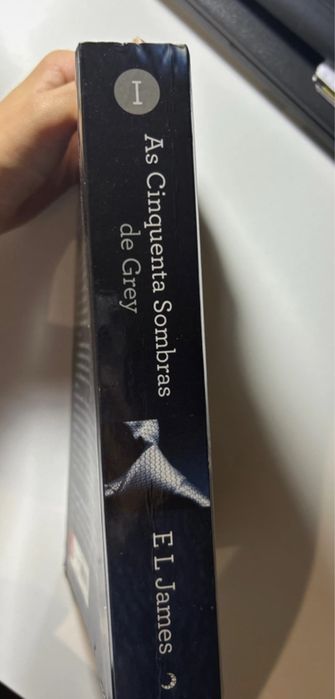 I
As Cinquenta Sombras
de Grey
E L James